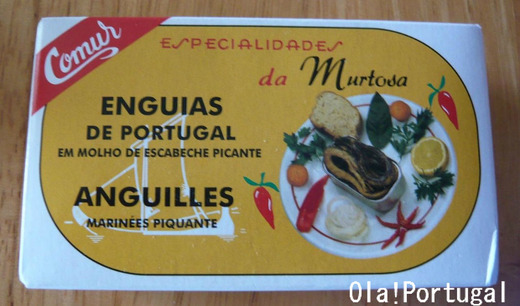 Comur
ESPECIALIDADES
da Murtosa
ENGUIAS
DE PORTUGAL
EM MOLHO DE ESCABECHE PICANTE
ANGUILLES
MARINÉES PIQUANTE
Ola!Portugal